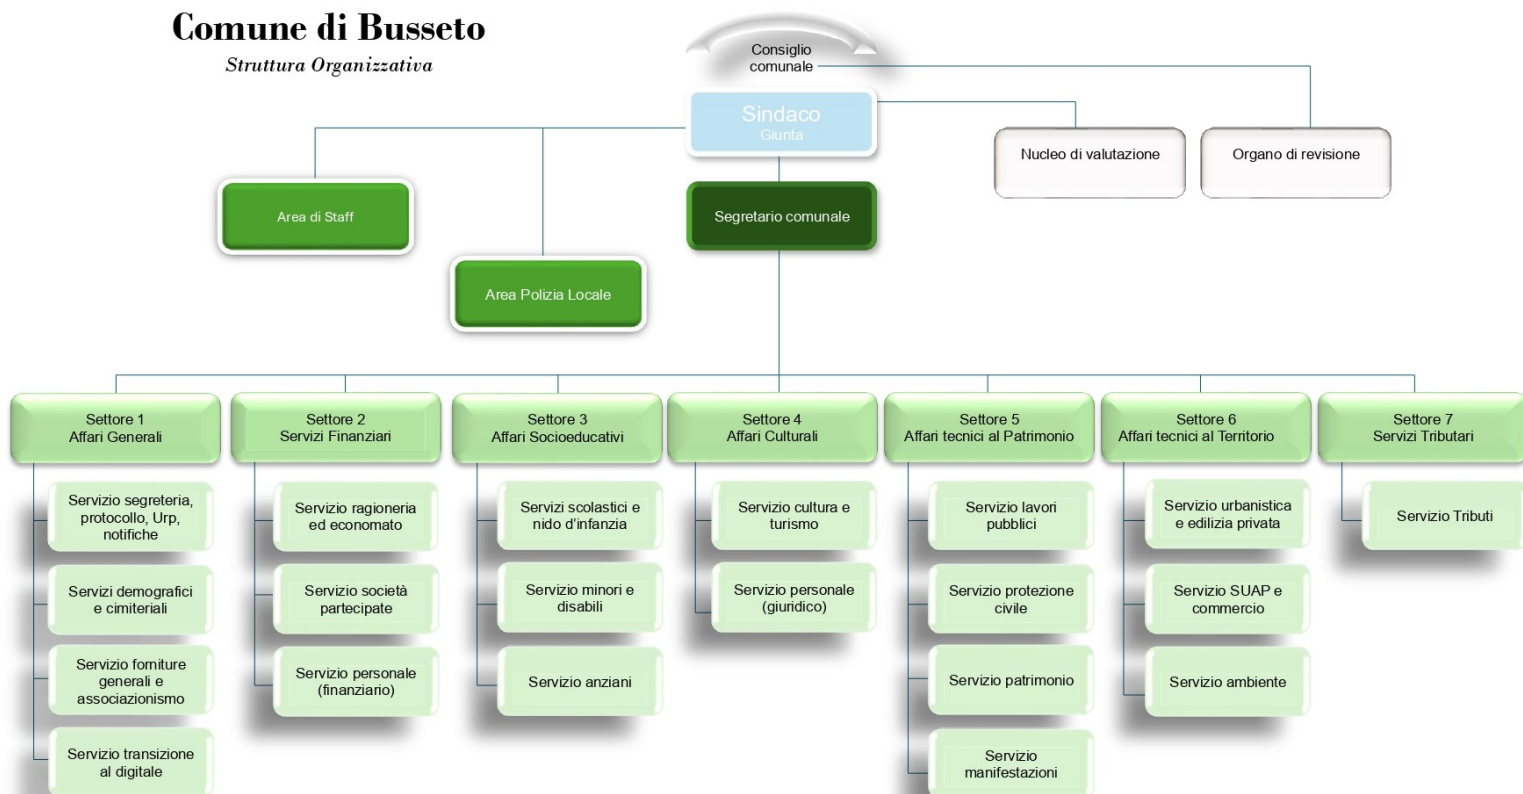 Comune di Busseto
Struttura Organizzativa
Consiglio
comunale
Sindaco
Giunta
Nucleo di valutazione
Organo di revisione
Area di Staff
Segretario comunale
Area Polizia Locale
Settore 1
Affari Generali
Settore 2
Servizi Finanziari
Settore 3
Affari Socioeducativi
Settore 4
Affari Culturali
Settore 5
Affari tecnici al Patrimonio
Settore 6
Affari tecnici al Territorio
Settore 7
Servizi Tributari
Servizio segreteria,
protocollo, Urp,
notifiche
Servizi demografici
e cimiteriali
Servizio forniture
generali e
associazionismo
Servizio transizione
al digitale
Servizio ragioneria
ed economato
Servizio società
partecipate
Servizio personale
(finanziario)
Servizi scolastici e
nido d'infanzia
Servizio minori e
disabili
Servizio anziani
Servizio cultura e
turismo
Servizio personale
(giuridico)
Servizio lavori
pubblici
Servizio protezione
civile
Servizio patrimonio
Servizio
manifestazioni
Servizio urbanistica
e edilizia privata
Servizio SUAP e
commercio
Servizio ambiente
Servizio Tributi